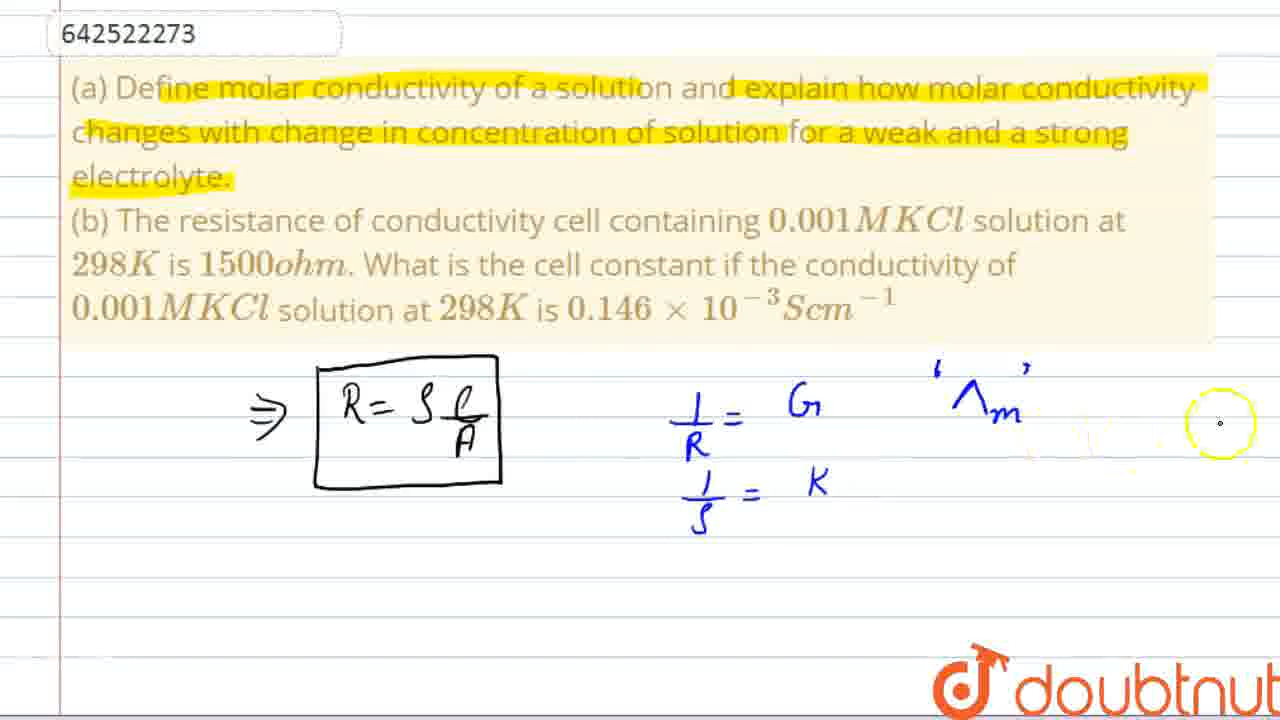 642522273
(a) Define molar conductivity of a solution and explain how molar conductivity
changes with change in concentration of solution for a weak and a strong
electrolyte.
(b) The resistance of conductivity cell containing 0.001MKCl solution at
298K is 1500ohm. What is the cell constant if the conductivity of
0.001MKCl solution at 298K is 0.146 × 10⁻³Scm⁻¹
⇒ R = ρ l/A
1/R = G
'Λm'
1/ρ = K
doubtnut